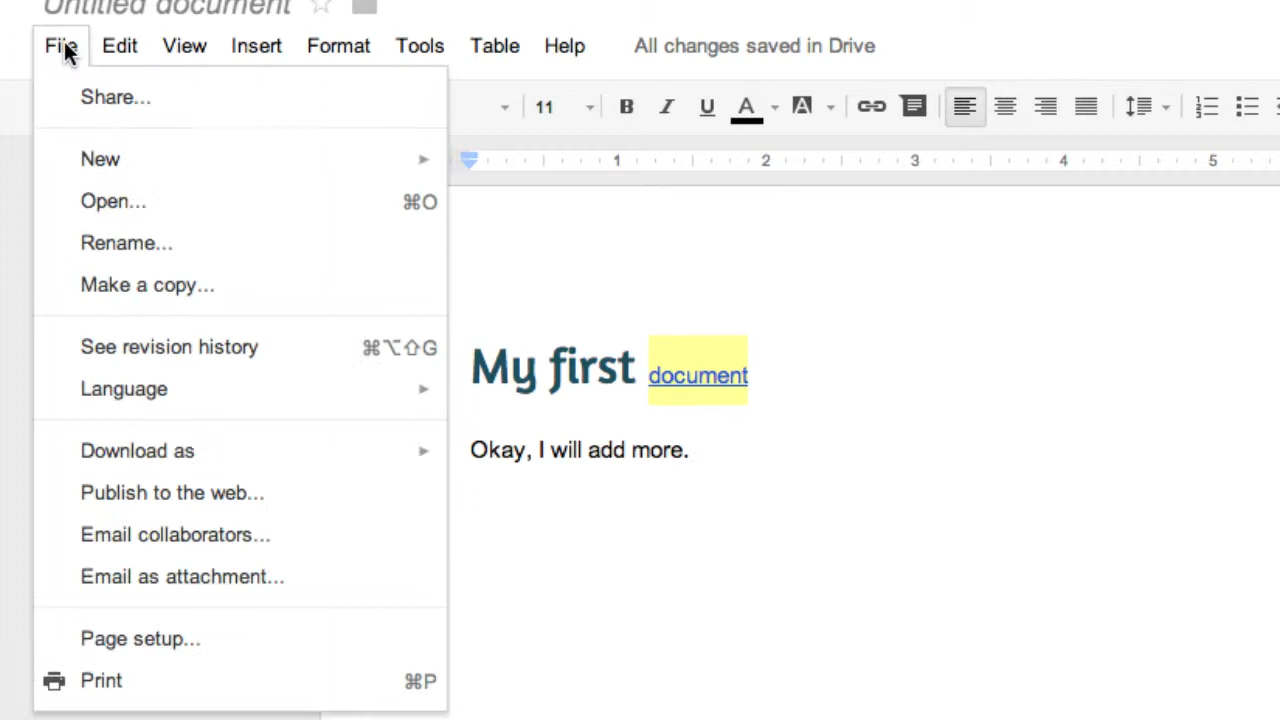 Untitled document
File Edit View Insert Format Tools Table Help All changes saved in Drive
Share...
11 B I U A A
1 2 3 4 5
New
Open... ⌘O
Rename...
Make a copy...
See revision history ⌘⌥⇧G
Language
Download as
Publish to the web...
Email collaborators...
Email as attachment...
Page setup...
Print ⌘P
My first document
Okay, I will add more.